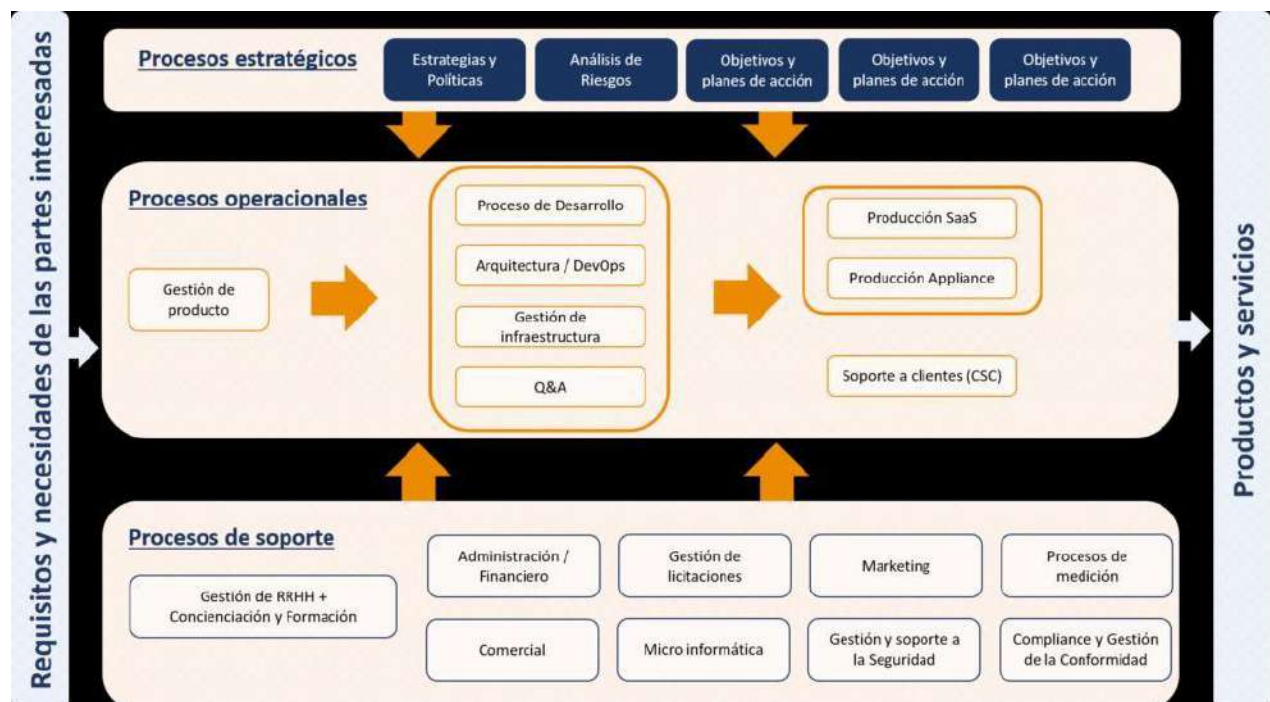 Requisitos y necesidades de las partes interesadas
Procesos estratégicos
Estrategias y
Políticas
Análisis de
Riesgos
Objetivos y
planes de acción
Objetivos y
planes de acción
Objetivos y
planes de acción
Procesos operacionales
Gestión de
producto
Proceso de Desarrollo
Arquitectura / DevOps
Gestión de
infraestructura
Q&A
Producción SaaS
Producción Appliance
Soporte a clientes (CSC)
Procesos de soporte
Gestión de RRHH +
Concienciación y Formación
Administración /
Financiero
Gestión de
licitaciones
Marketing
Procesos de
medición
Comercial
Micro informática
Gestión y soporte a
la Seguridad
Compliance y Gestión
de la Conformidad
Productos y servicios